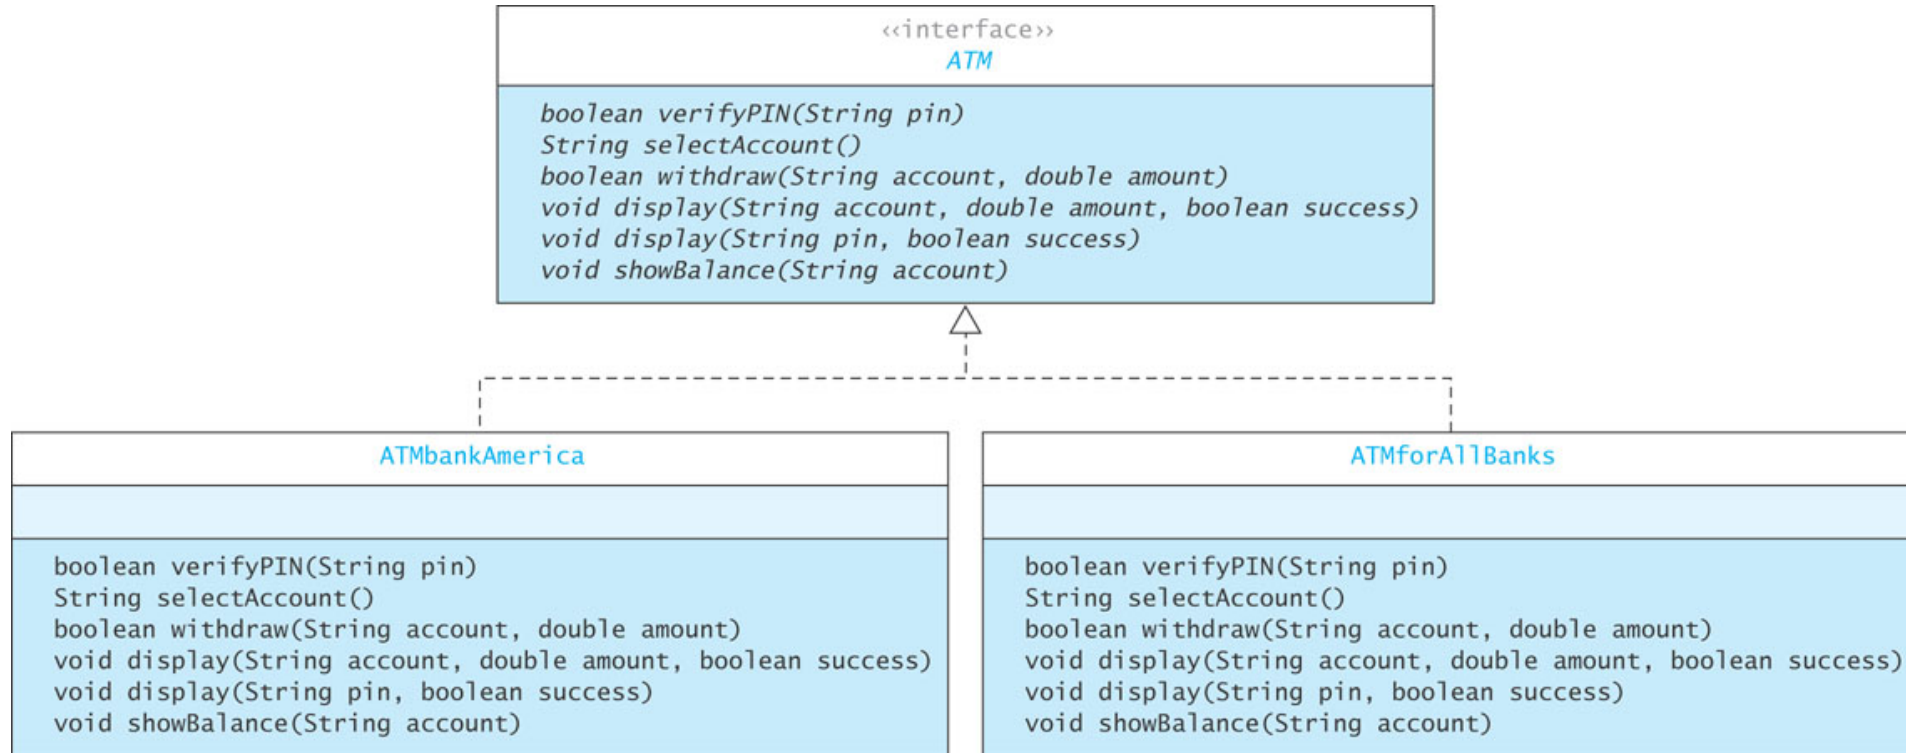 ‹‹interface››
ATM
boolean verifyPIN(String pin)
String selectAccount()
boolean withdraw(String account, double amount)
void display(String account, double amount, boolean success)
void display(String pin, boolean success)
void showBalance(String account)
ATMbankAmerica
boolean verifyPIN(String pin)
String selectAccount()
boolean withdraw(String account, double amount)
void display(String account, double amount, boolean success)
void display(String pin, boolean success)
void showBalance(String account)
ATMforAllBanks
boolean verifyPIN(String pin)
String selectAccount()
boolean withdraw(String account, double amount)
void display(String account, double amount, boolean success)
void display(String pin, boolean success)
void showBalance(String account)